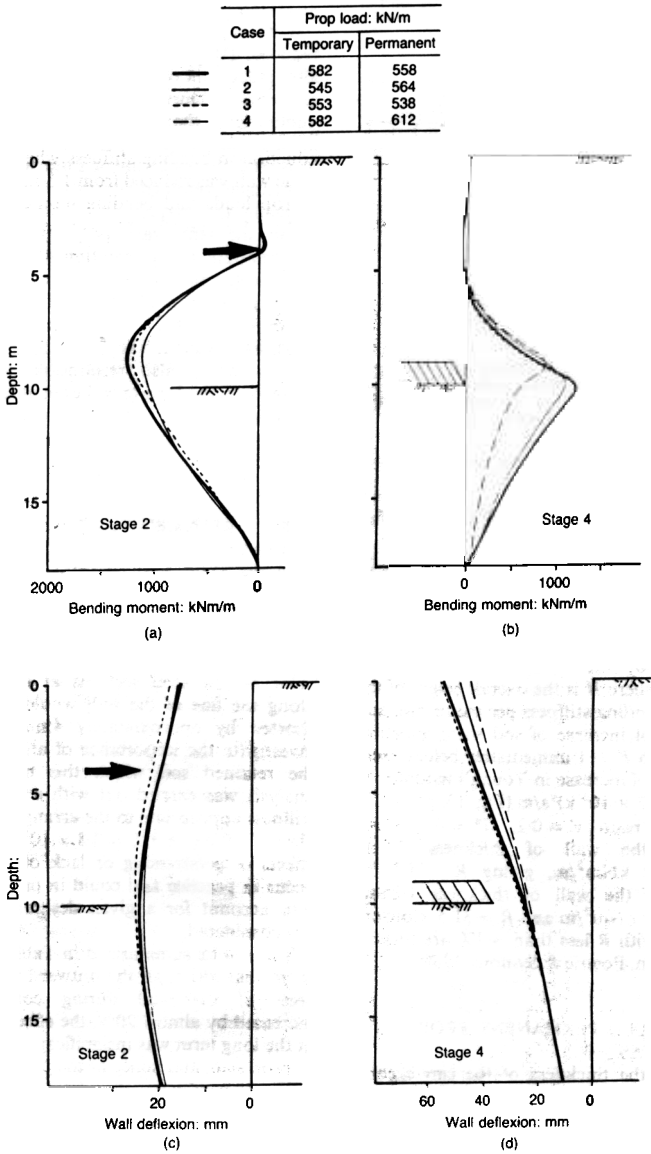 Case Prop load: kN/m
Temporary Permanent
1 582 558
2 545 564
3 553 538
4 582 612
0
5
10
15
Depth: m
Stage 2
2000 1000 0
Bending moment: kNm/m
(a)
Stage 4
0 1000
Bending moment: kNm/m
(b)
0
5
10
15
Depth:
Stage 2
20 0
Wall deflexion: mm
(c)
Stage 4
60 40 20 0
Wall deflexion: mm
(d)